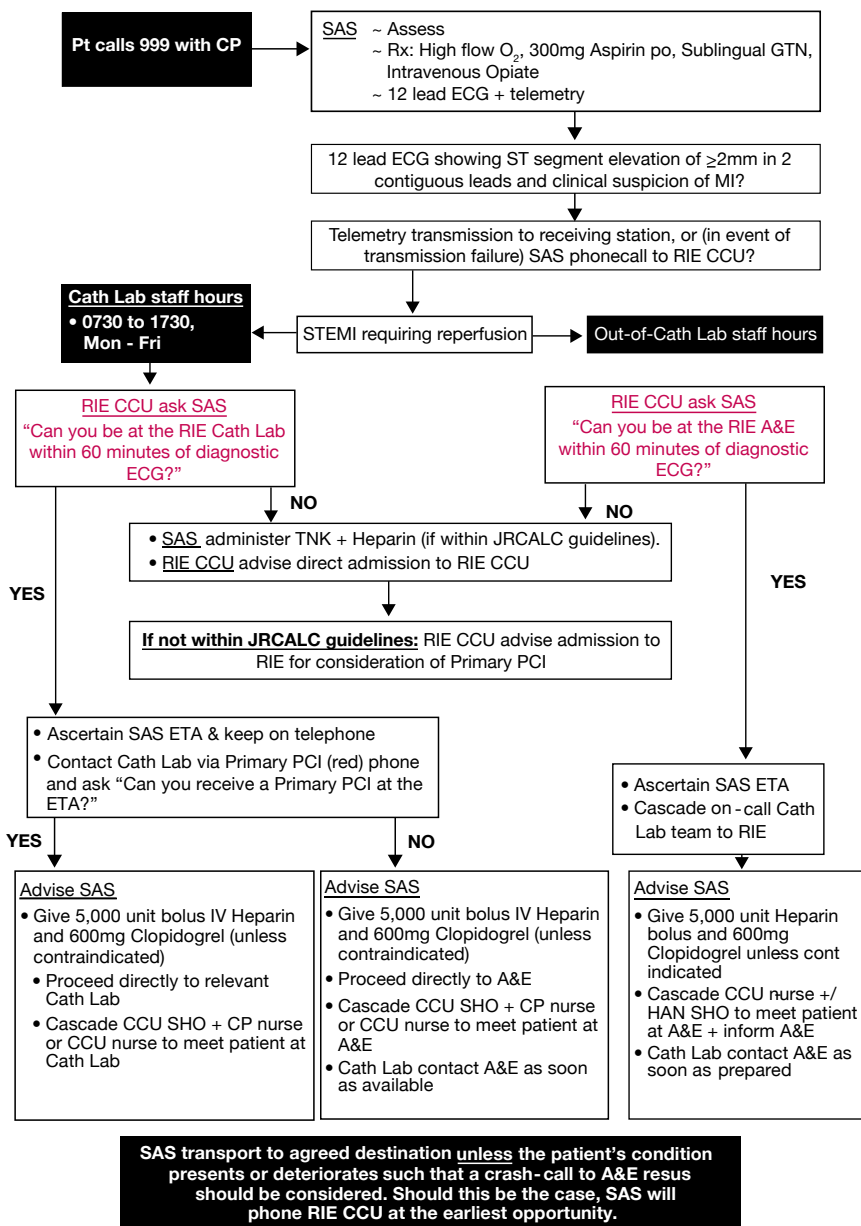 Pt calls 999 with CP
SAS ~ Assess
~ Rx: High flow O2, 300mg Aspirin po, Sublingual GTN,
Intravenous Opiate
~ 12 lead ECG + telemetry
12 lead ECG showing ST segment elevation of ≥2mm in 2
contiguous leads and clinical suspicion of MI?
Telemetry transmission to receiving station, or (in event of
transmission failure) SAS phonecall to RIE CCU?
Cath Lab staff hours
• 0730 to 1730,
Mon - Fri
STEMI requiring reperfusion
Out-of-Cath Lab staff hours
RIE CCU ask SAS
“Can you be at the RIE Cath Lab
within 60 minutes of diagnostic
ECG?”
RIE CCU ask SAS
“Can you be at the RIE A&E
within 60 minutes of diagnostic
ECG?”
NO
NO
• SAS administer TNK + Heparin (if within JRCALC guidelines).
• RIE CCU advise direct admission to RIE CCU
YES
YES
If not within JRCALC guidelines: RIE CCU advise admission to
RIE for consideration of Primary PCI
• Ascertain SAS ETA & keep on telephone
• Contact Cath Lab via Primary PCI (red) phone
and ask “Can you receive a Primary PCI at the
ETA?”
• Ascertain SAS ETA
• Cascade on-call Cath
Lab team to RIE
YES
NO
Advise SAS
• Give 5,000 unit bolus IV Heparin
and 600mg Clopidogrel (unless
contraindicated)
• Proceed directly to relevant
Cath Lab
• Cascade CCU SHO + CP nurse
or CCU nurse to meet patient at
Cath Lab
Advise SAS
• Give 5,000 unit bolus IV Heparin
and 600mg Clopidogrel (unless
contraindicated)
• Proceed directly to A&E
• Cascade CCU SHO + CP nurse
or CCU nurse to meet patient at
A&E
• Cath Lab contact A&E as soon
as available
Advise SAS
• Give 5,000 unit Heparin
bolus and 600mg
Clopidogrel unless cont
indicated
• Cascade CCU nurse +/
HAN SHO to meet patient
at A&E + inform A&E
• Cath Lab contact A&E as
soon as prepared
SAS transport to agreed destination unless the patient’s condition
presents or deteriorates such that a crash-call to A&E resus
should be considered. Should this be the case, SAS will
phone RIE CCU at the earliest opportunity.